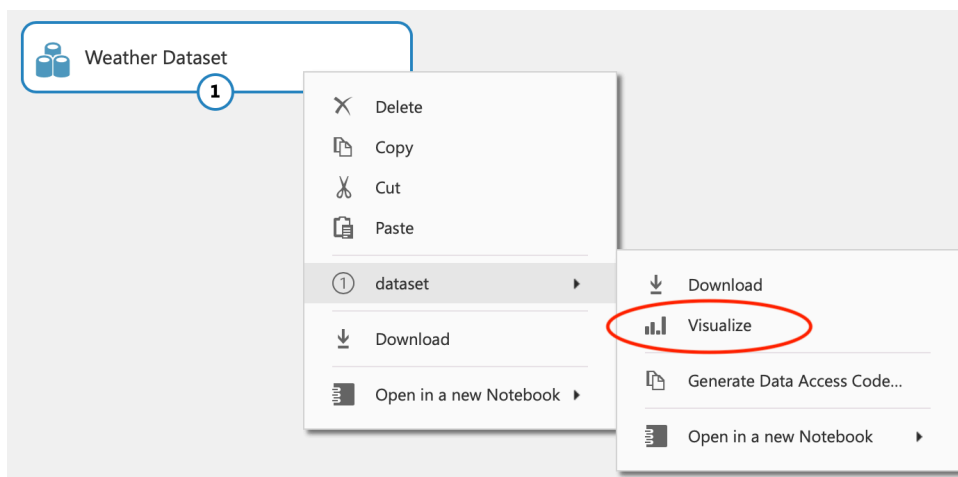 Weather Dataset
1
Delete
Copy
Cut
Paste
1 dataset
Download
Open in a new Notebook
Download
Visualize
Generate Data Access Code...
Open in a new Notebook